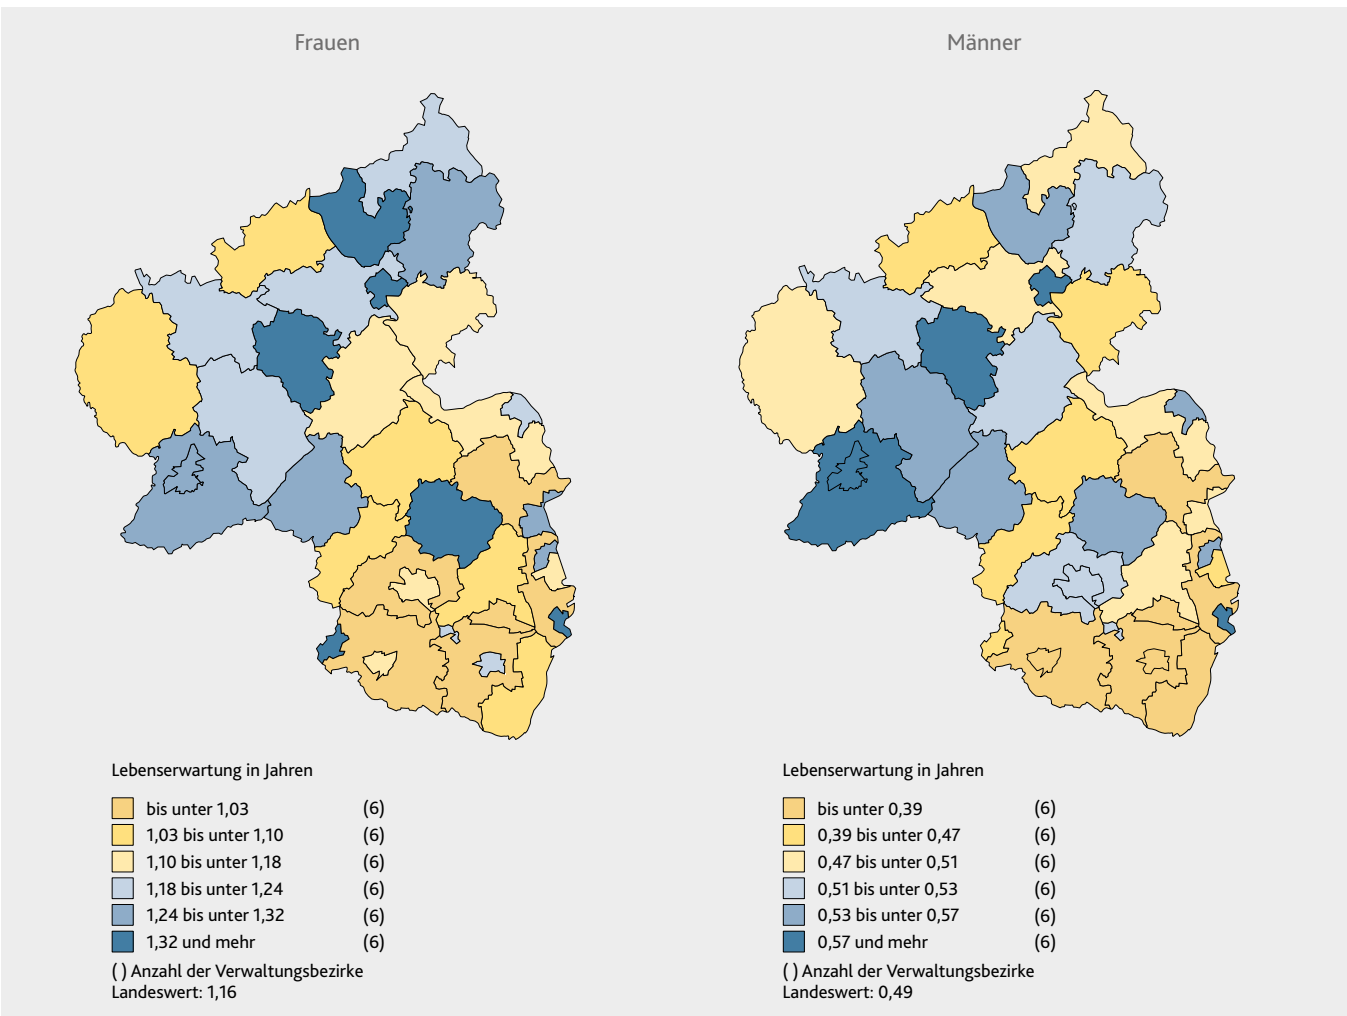 Frauen
Lebenserwartung in Jahren
bis unter 1,03 (6)
1,03 bis unter 1,10 (6)
1,10 bis unter 1,18 (6)
1,18 bis unter 1,24 (6)
1,24 bis unter 1,32 (6)
1,32 und mehr (6)
( ) Anzahl der Verwaltungsbezirke
Landeswert: 1,16
Männer
Lebenserwartung in Jahren
bis unter 0,39 (6)
0,39 bis unter 0,47 (6)
0,47 bis unter 0,51 (6)
0,51 bis unter 0,53 (6)
0,53 bis unter 0,57 (6)
0,57 und mehr (6)
( ) Anzahl der Verwaltungsbezirke
Landeswert: 0,49